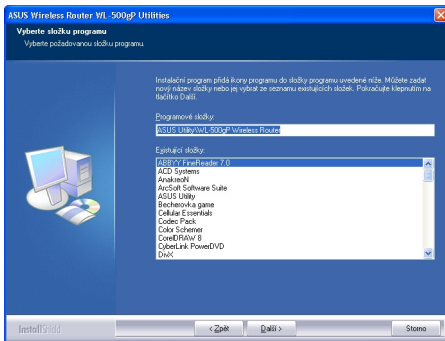 ASUS Wireless Router WL-500gP Utilities
Vyberte složku programu
Vyberte požadovanou složku programu.
Instalační program přidá ikony programu do složky programu uvedené níže. Můžete zadat
nový název složky nebo jej vybrat ze seznamu existujících složek. Pokračujte klepnutím na
tlačítko Další.
Programové složky:
ASUS Utility\WL-500gP Wireless Router
Existující složky:
ABBYY FineReader 7.0
ACD Systems
AnakreoN
ArcSoft Software Suite
ASUS Utility
Becherovka game
Cellular Essentials
Codec Pack
Color Schemer
CorelDRAW 8
CyberLink PowerDVD
DivX
InstallShield
< Zpět
Další >
Storno